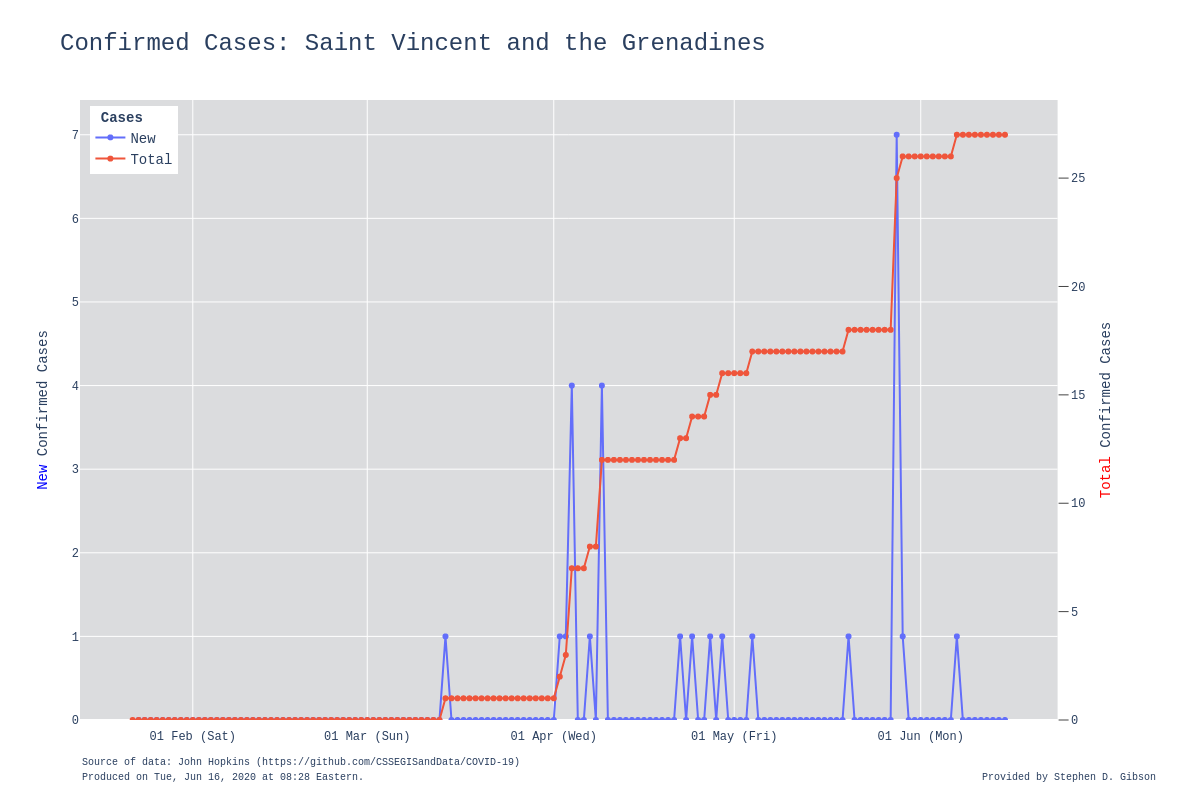 Confirmed Cases: Saint Vincent and the Grenadines
Cases
New
Total
7
6
5
4
3
2
1
0
New Confirmed Cases
25
20
15
10
5
0
Total Confirmed Cases
01 Feb (Sat) 01 Mar (Sun) 01 Apr (Wed) 01 May (Fri) 01 Jun (Mon)
Source of data: John Hopkins (https://github.com/CSSEGISandData/COVID-19)
Produced on Tue, Jun 16, 2020 at 08:28 Eastern.
Provided by Stephen D. Gibson